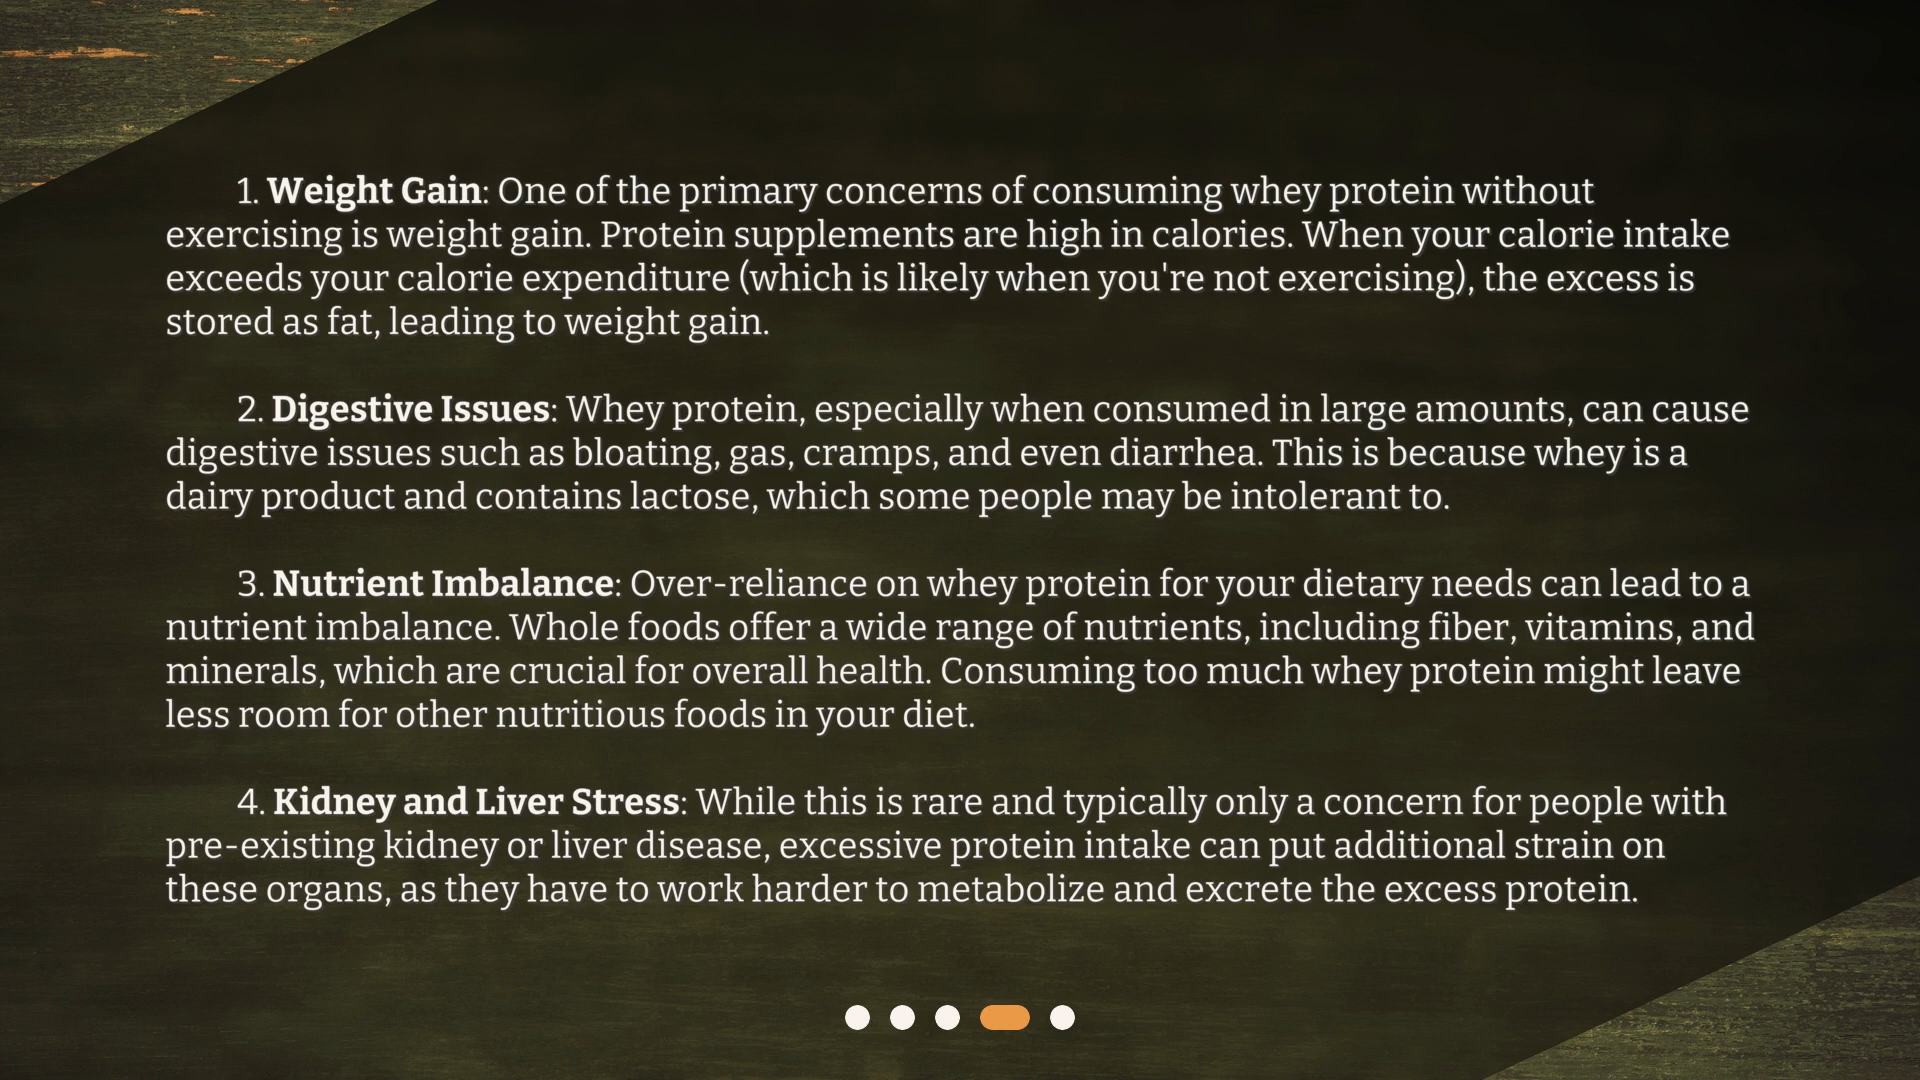 1. Weight Gain: One of the primary concerns of consuming whey protein without
exercising is weight gain. Protein supplements are high in calories. When your calorie intake
exceeds your calorie expenditure (which is likely when you're not exercising), the excess is
stored as fat, leading to weight gain.
2. Digestive Issues: Whey protein, especially when consumed in large amounts, can cause
digestive issues such as bloating, gas, cramps, and even diarrhea. This is because whey is a
dairy product and contains lactose, which some people may be intolerant to.
3. Nutrient Imbalance: Over-reliance on whey protein for your dietary needs can lead to a
nutrient imbalance. Whole foods offer a wide range of nutrients, including fiber, vitamins, and
minerals, which are crucial for overall health. Consuming too much whey protein might leave
less room for other nutritious foods in your diet.
4. Kidney and Liver Stress: While this is rare and typically only a concern for people with
pre-existing kidney or liver disease, excessive protein intake can put additional strain on
these organs, as they have to work harder to metabolize and excrete the excess protein.